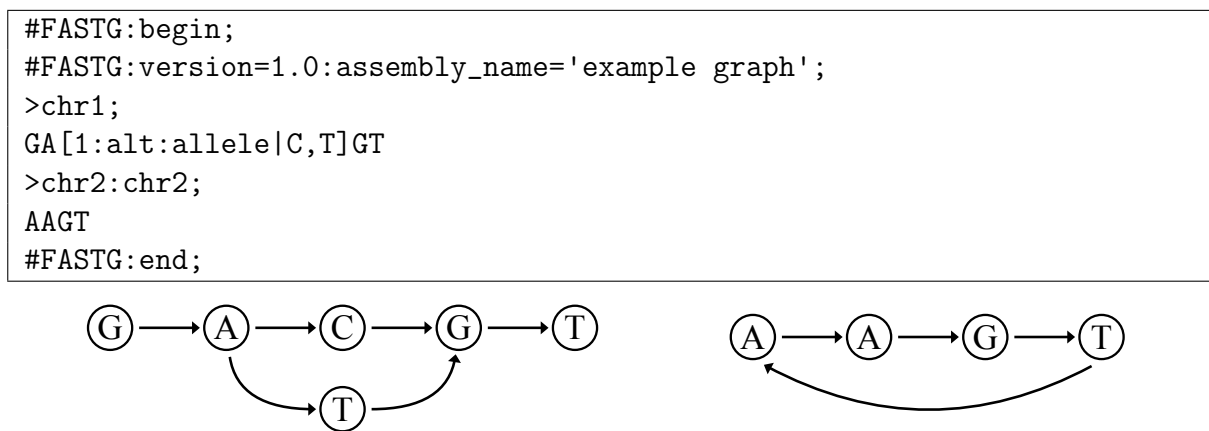 #FASTG:begin;
#FASTG:version=1.0:assembly_name='example graph';
>chr1;
GA[1:alt:allele|C,T]GT
>chr2:chr2;
AAGT
#FASTG:end;
G A C G T A A G T
T